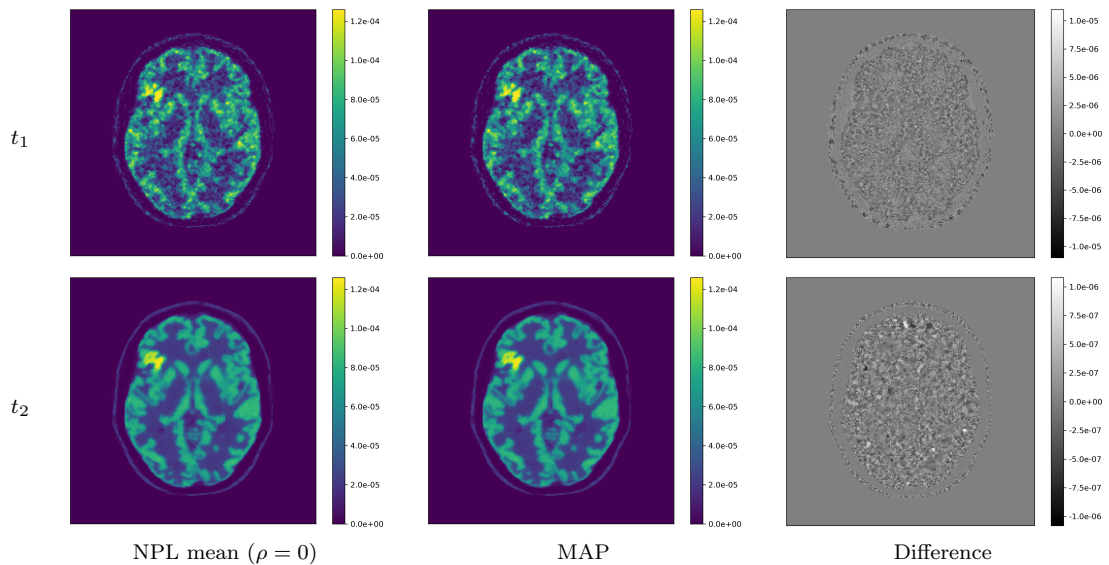 t₁
1.2e-04
1.0e-04
8.0e-05
6.0e-05
4.0e-05
2.0e-05
0.0e+00
1.2e-04
1.0e-04
8.0e-05
6.0e-05
4.0e-05
2.0e-05
0.0e+00
1.0e-05
7.5e-06
5.0e-06
2.5e-06
0.0e+00
-2.5e-06
-5.0e-06
-7.5e-06
-1.0e-05
t₂
1.2e-04
1.0e-04
8.0e-05
6.0e-05
4.0e-05
2.0e-05
0.0e+00
1.2e-04
1.0e-04
8.0e-05
6.0e-05
4.0e-05
2.0e-05
0.0e+00
1.0e-06
7.5e-07
5.0e-07
2.5e-07
0.0e+00
-2.5e-07
-5.0e-07
-7.5e-07
-1.0e-06
NPL mean (ρ = 0)
MAP
Difference